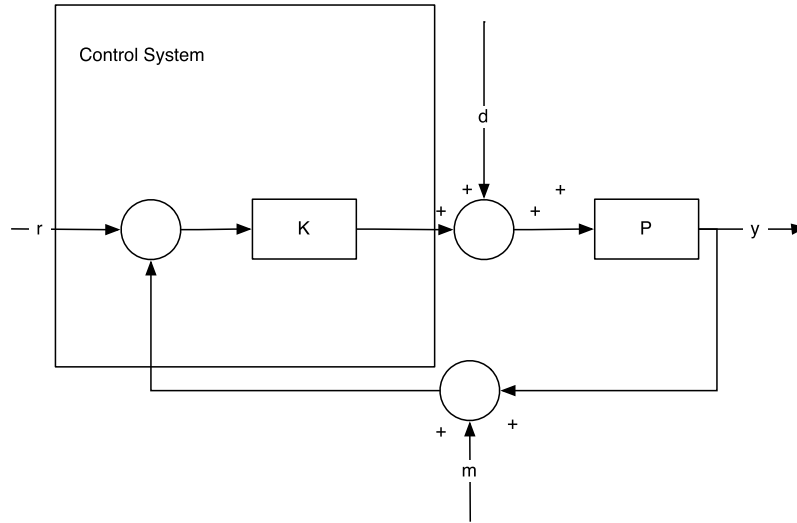 Control System
d
+
+
+
+
r
K
P
y
+
+
m